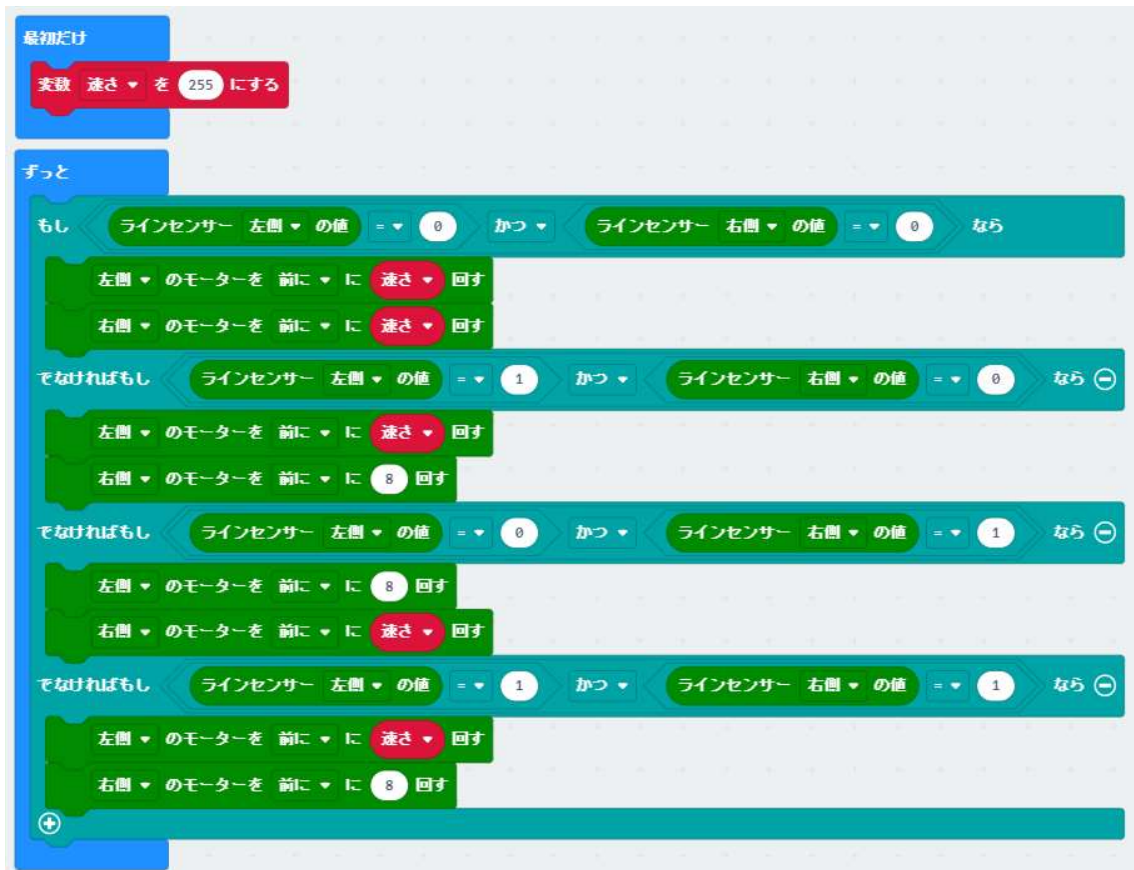 最初だけ
変数 速さ を 255 にする
ずっと
もし ラインセンサー 左側 の値 = 0 かつ ラインセンサー 右側 の値 = 0 なら
左側 のモーターを 前に に 速さ 回す
右側 のモーターを 前に に 速さ 回す
でなければもし ラインセンサー 左側 の値 = 1 かつ ラインセンサー 右側 の値 = 0 なら
左側 のモーターを 前に に 速さ 回す
右側 のモーターを 前に に 8 回す
でなければもし ラインセンサー 左側 の値 = 0 かつ ラインセンサー 右側 の値 = 1 なら
左側 のモーターを 前に に 8 回す
右側 のモーターを 前に に 速さ 回す
でなければもし ラインセンサー 左側 の値 = 1 かつ ラインセンサー 右側 の値 = 1 なら
左側 のモーターを 前に に 速さ 回す
右側 のモーターを 前に に 8 回す